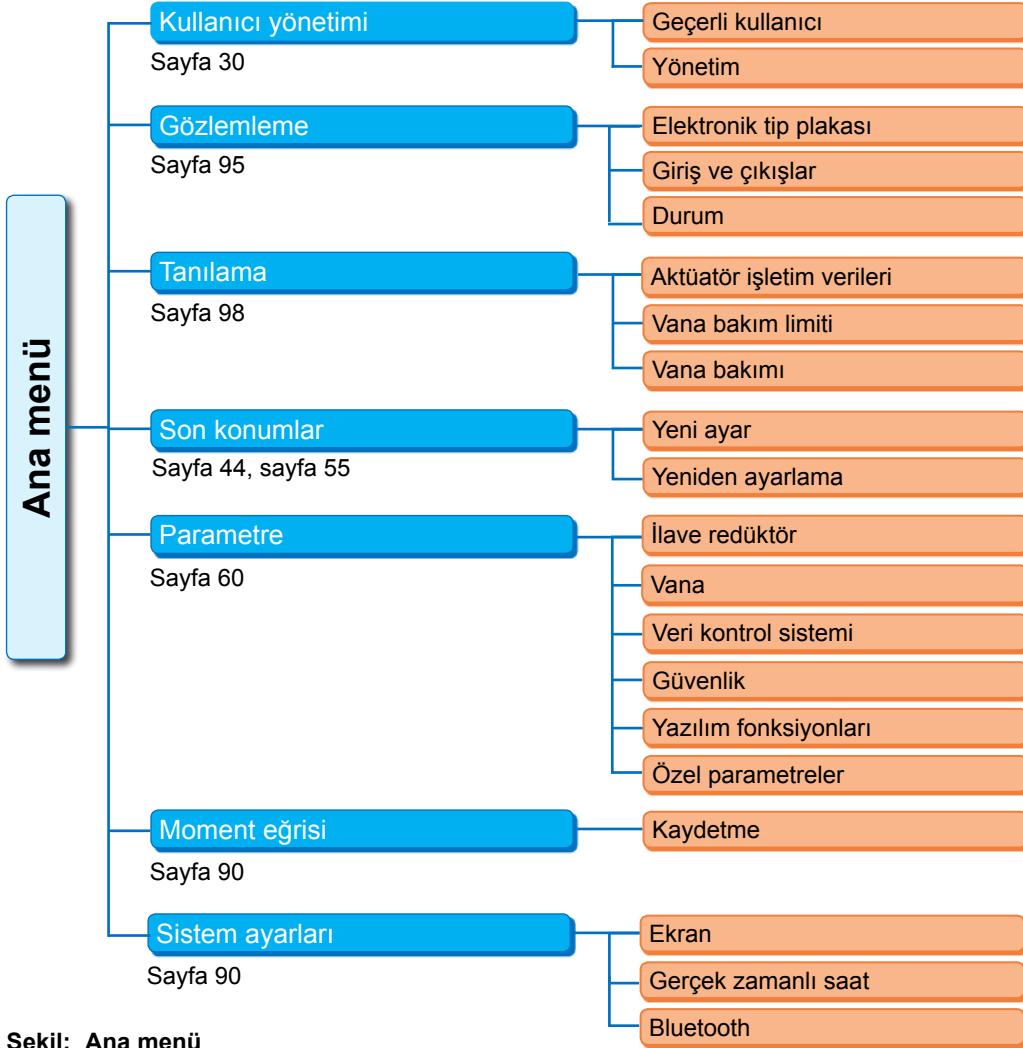 Ana menü
Kullanıcı yönetimi
Sayfa 30
Geçerli kullanıcı
Yönetim
Gözlemleme
Sayfa 95
Elektronik tip plakası
Giriş ve çıkışlar
Durum
Tanılama
Sayfa 98
Aktüatör işletim verileri
Vana bakım limiti
Vana bakımı
Son konumlar
Sayfa 44, sayfa 55
Yeni ayar
Yeniden ayarlama
Parametre
Sayfa 60
İlave redüktör
Vana
Veri kontrol sistemi
Güvenlik
Yazılım fonksiyonları
Özel parametreler
Moment eğrisi
Sayfa 90
Kaydetme
Sistem ayarları
Sayfa 90
Ekran
Gerçek zamanlı saat
Bluetooth
Şekil: Ana menü